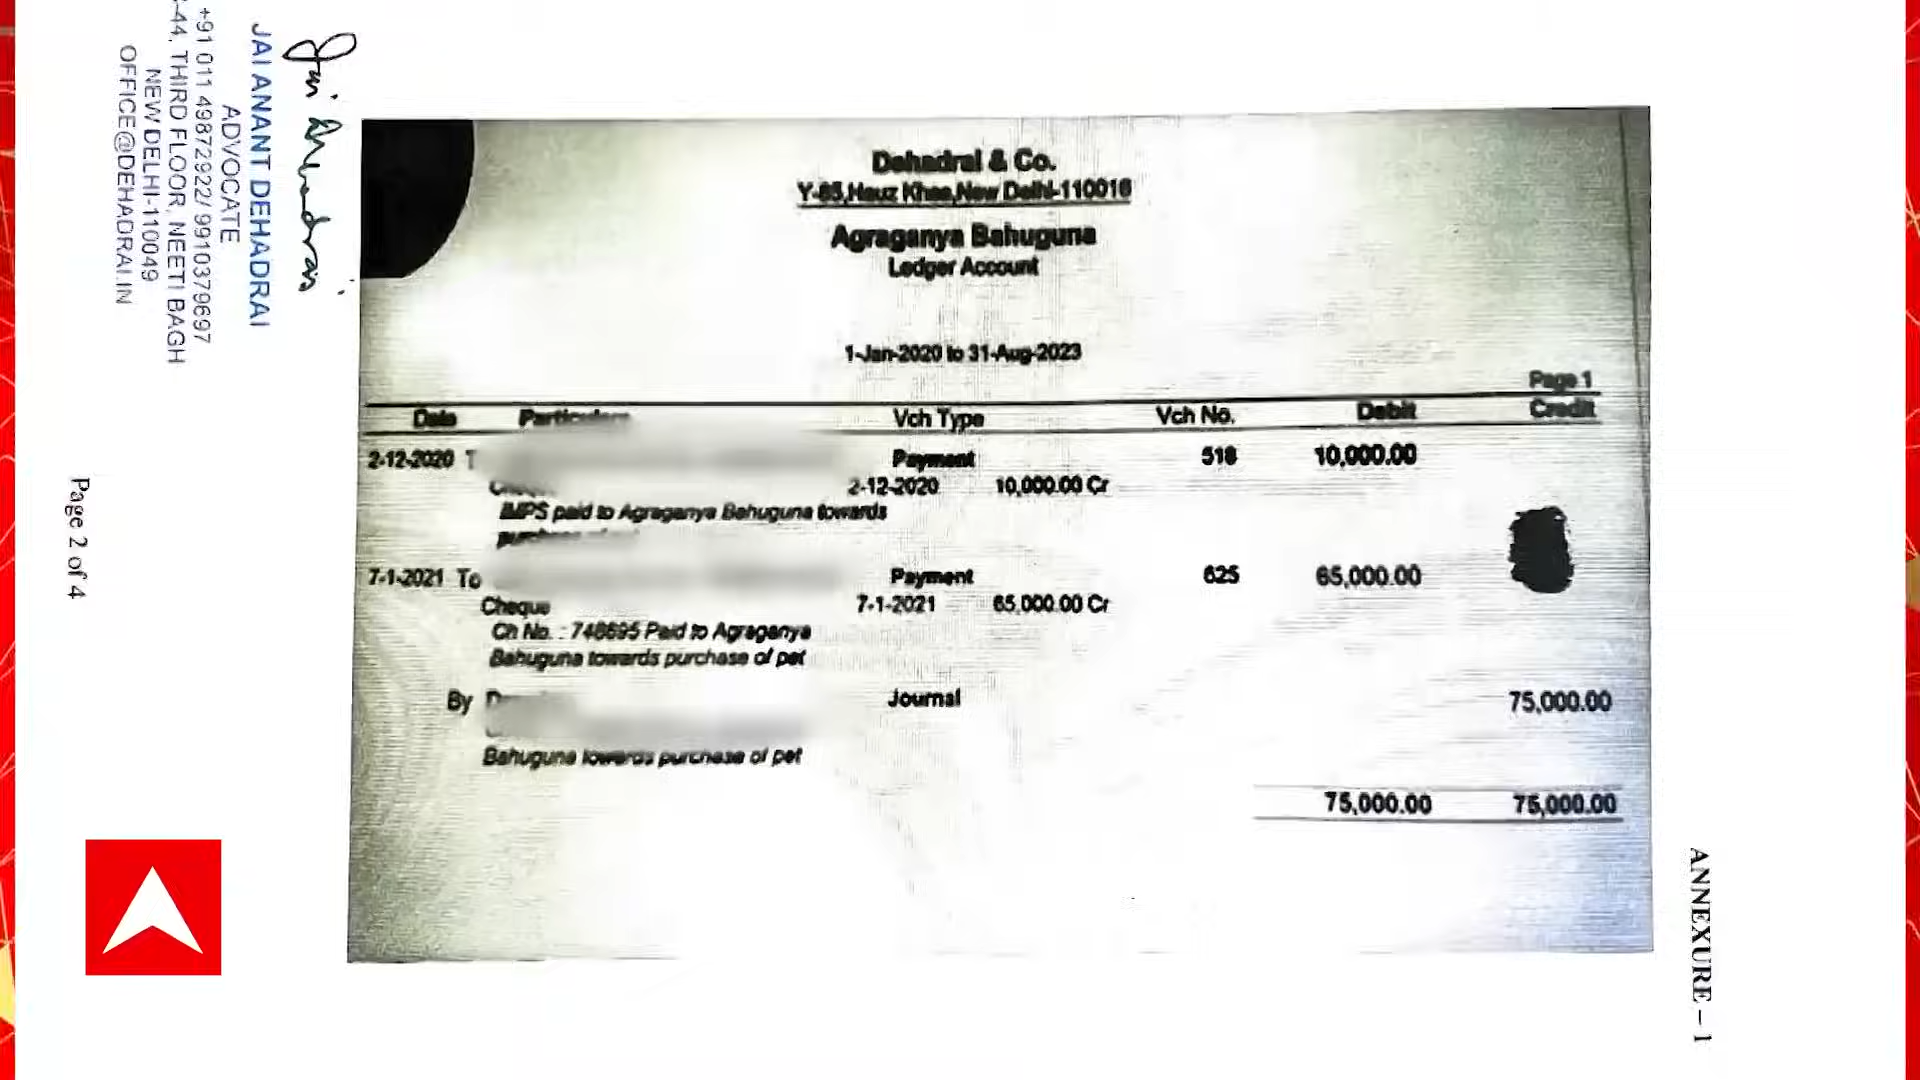 Jai Dehadrai
JAI ANANT DEHADRAI
ADVOCATE
+91 011 49872922/ 9910379697
-44, THIRD FLOOR, NEETI BAGH
NEW DELHI-110049
OFFICE@DEHADRAI.IN
Page 2 of 4
Dehadrai & Co.
Y-85,Hauz Khas,New Delhi-110016
Agraganya Bahuguna
Ledger Account
1-Jan-2020 to 31-Aug-2023
Page 1
Date Particulars Vch Type Vch No. Debit Credit
2-12-2020 T Payment 518 10,000.00
2-12-2020 10,000.00 Cr
IMPS paid to Agraganya Bahuguna towards
purchase
7-1-2021 To Payment 625 65,000.00
Cheque 7-1-2021 65,000.00 Cr
Ch No. : 748695 Paid to Agraganya
Bahuguna towards purchase of pet
By Journal 75,000.00
Bahuguna towards purchase of pet
75,000.00 75,000.00
ANNEXURE – 1